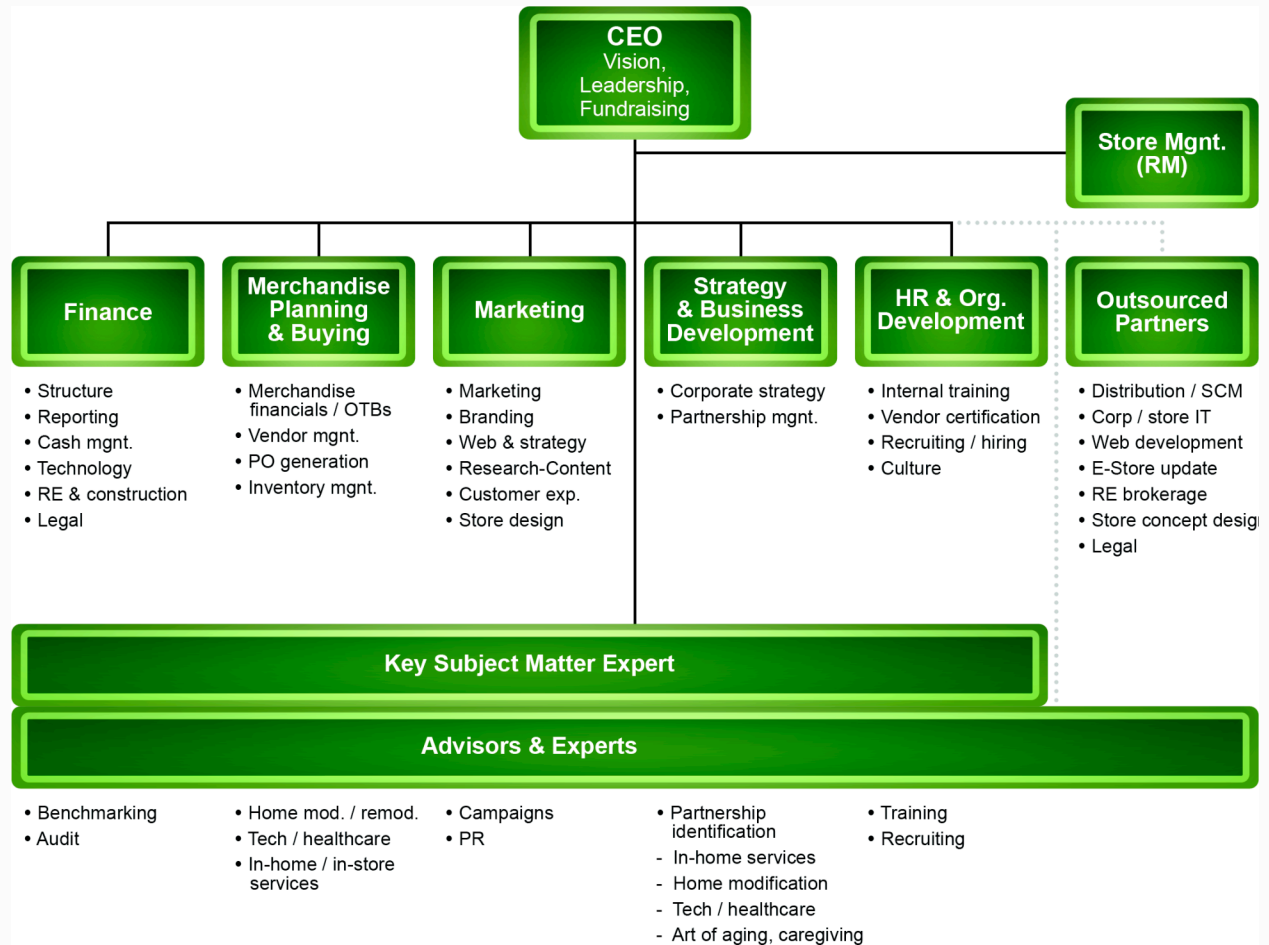 CEO
Vision,
Leadership,
Fundraising
Store Mgnt.
(RM)
Finance
Merchandise
Planning
& Buying
Marketing
Strategy
& Business
Development
HR & Org.
Development
Outsourced
Partners
• Structure
• Reporting
• Cash mgnt.
• Technology
• RE & construction
• Legal
• Merchandise
financials / OTBs
• Vendor mgnt.
• PO generation
• Inventory mgnt.
• Marketing
• Branding
• Web & strategy
• Research-Content
• Customer exp.
• Store design
• Corporate strategy
• Partnership mgnt.
• Internal training
• Vendor certification
• Recruiting / hiring
• Culture
• Distribution / SCM
• Corp / store IT
• Web development
• E-Store update
• RE brokerage
• Store concept desig
• Legal
Key Subject Matter Expert
Advisors & Experts
• Benchmarking
• Audit
• Home mod. / remod.
• Tech / healthcare
• In-home / in-store
services
• Campaigns
• PR
• Partnership
identification
- In-home services
- Home modification
- Tech / healthcare
- Art of aging, caregiving
• Training
• Recruiting